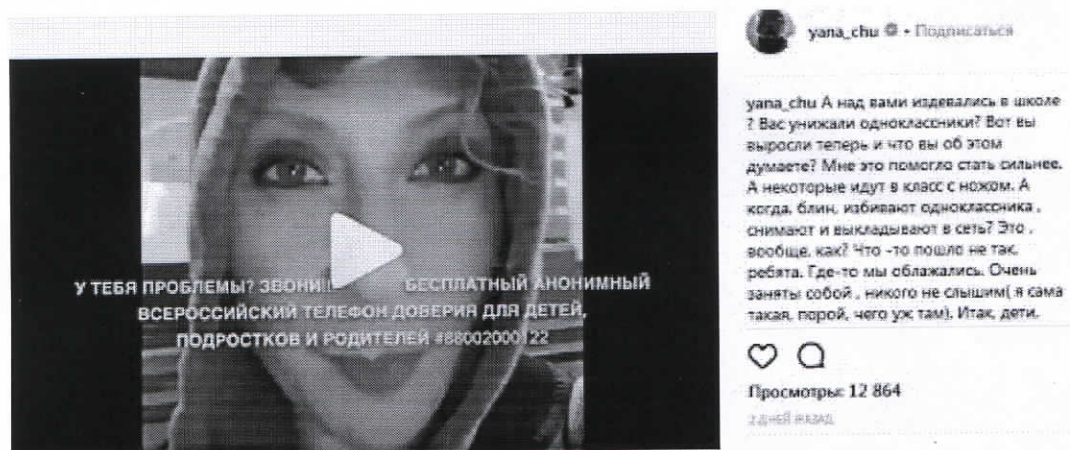 У ТЕБЯ ПРОБЛЕМЫ? ЗВОНИ! БЕСПЛАТНЫЙ АНОНИМНЫЙ
ВСЕРОССИЙСКИЙ ТЕЛЕФОН ДОВЕРИЯ ДЛЯ ДЕТЕЙ,
ПОДРОСТКОВ И РОДИТЕЛЕЙ #88002000122
yana_chu • Подписаться
yana_chu А над вами издевались в школе
? Вас унижали одноклассники? Вот вы
выросли теперь и что вы об этом
думаете? Мне это помогло стать сильнее.
А некоторые идут в класс с ножом. А
когда, блин, избивают одноклассника ,
снимают и выкладывают в сеть? Это ,
вообще, как? Что -то пошло не так,
ребята. Где-то мы облажались. Очень
заняты собой , никого не слышим( я сама
такая, порой, чего уж там). Итак, дети,
Просмотры: 12 864
2 ДНЕЙ НАЗАД